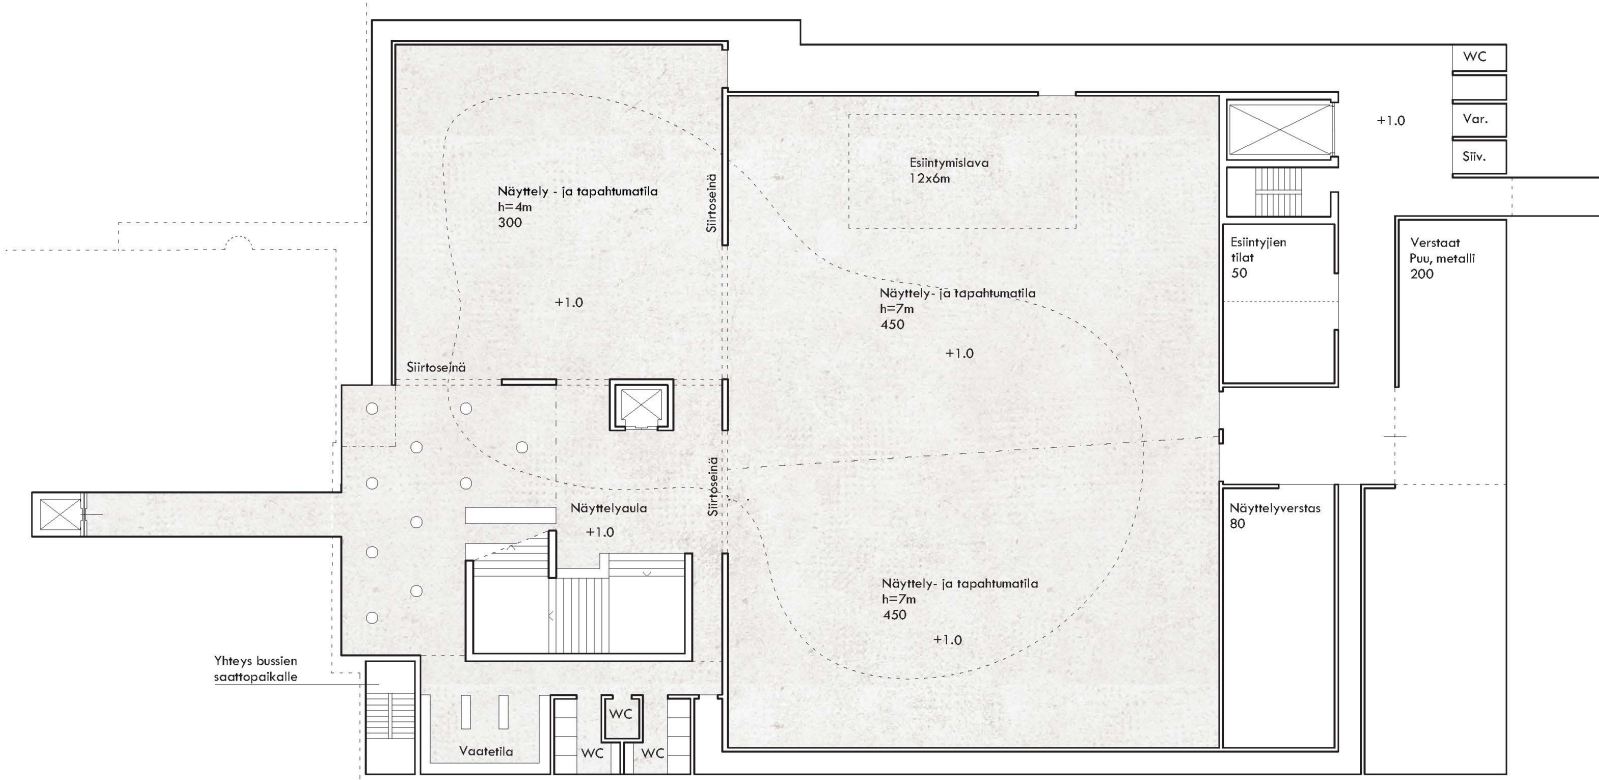 WC
Var.
Siiv.
+1.0
Esiintymislava
12x6m
Näyttely - ja tapahtumatila
h=4m
300
Siirtoseinä
+1.0
Esiintyjien
tilat
50
Verstaat
Puu, metalli
200
Näyttely- ja tapahtumatila
h=7m
450
+1.0
Siirtoseinä
Siirtoseinä
Näyttelyaula
+1.0
Näyttelyverstas
80
Näyttely- ja tapahtumatila
h=7m
450
+1.0
Yhteys bussien
saattopaikalle
Vaatetila
WC
WC
WC